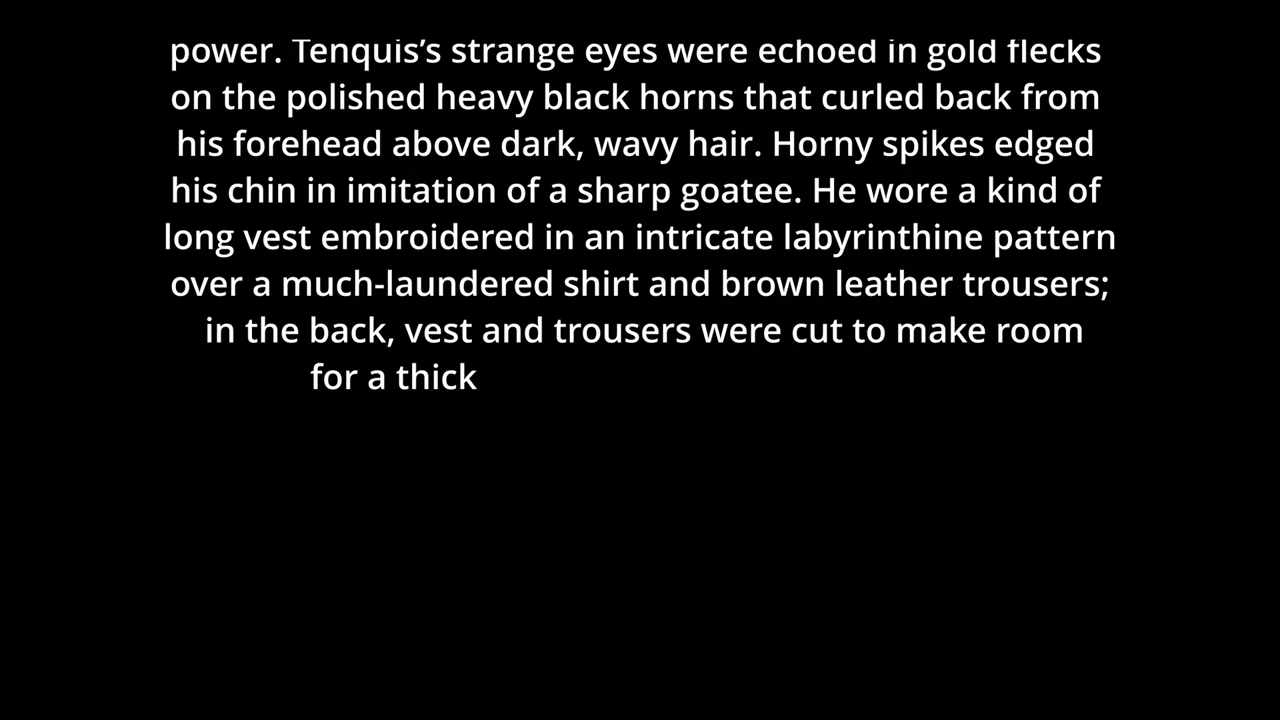 power. Tenquis’s strange eyes were echoed in gold flecks
on the polished heavy black horns that curled back from
his forehead above dark, wavy hair. Horny spikes edged
his chin in imitation of a sharp goatee. He wore a kind of
long vest embroidered in an intricate labyrinthine pattern
over a much-laundered shirt and brown leather trousers;
in the back, vest and trousers were cut to make room
for a thick